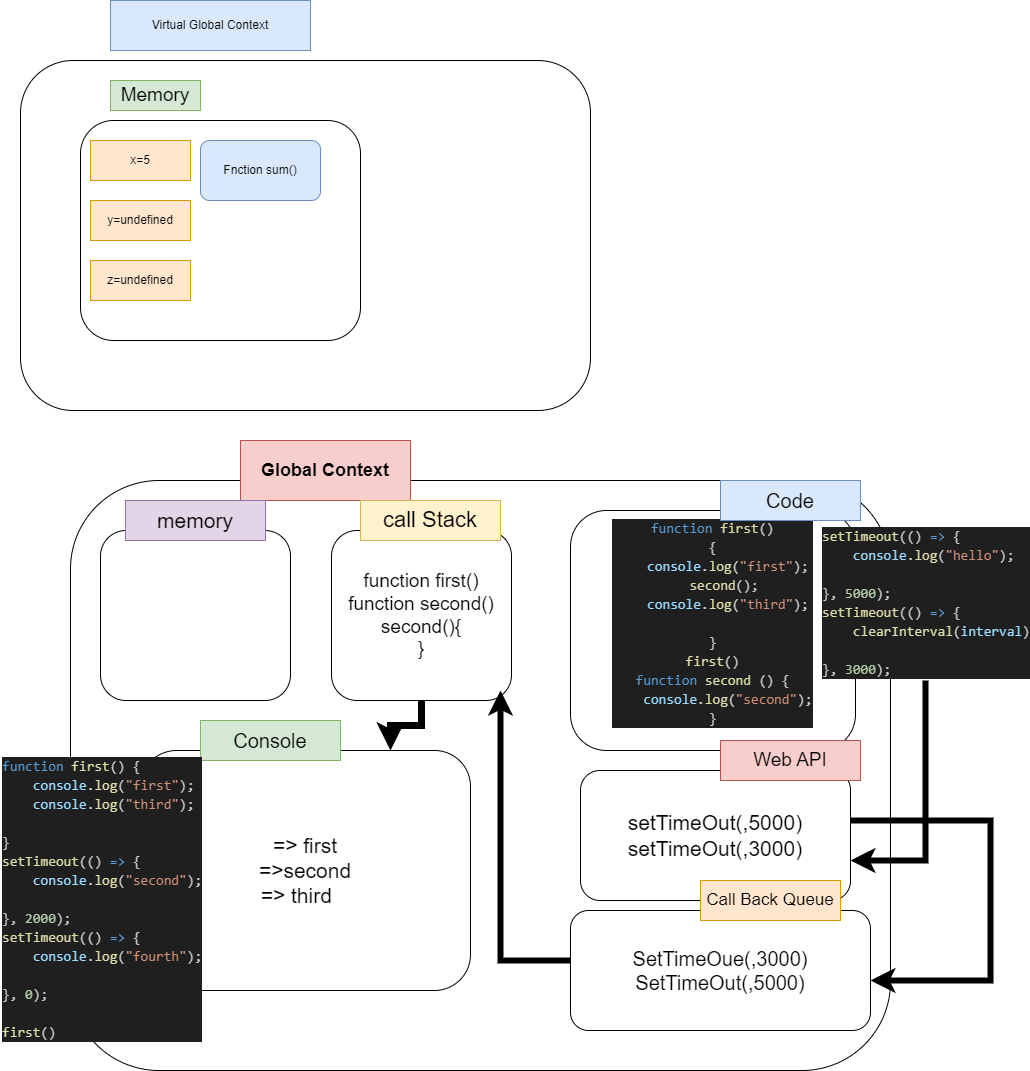 Virtual Global Context
Memory
x=5
Fnction sum()
y=undefined
z=undefined
Global Context
memory
call Stack
function first()
function second()
second(){
}
Code
function first()
{
console.log("first");
second();
console.log("third");
}
first()
function second () {
console.log("second");
}
setTimeout(() => {
console.log("hello");
}, 5000);
setTimeout(() => {
clearInterval(interval)
}, 3000);
Console
=> first
=>second
=> third
function first() {
console.log("first");
console.log("third");
}
setTimeout(() => {
console.log("second");
}, 2000);
setTimeout(() => {
console.log("fourth");
}, 0);
first()
Web API
setTimeOut(,5000)
setTimeOut(,3000)
Call Back Queue
SetTimeOue(,3000)
SetTimeOut(,5000)